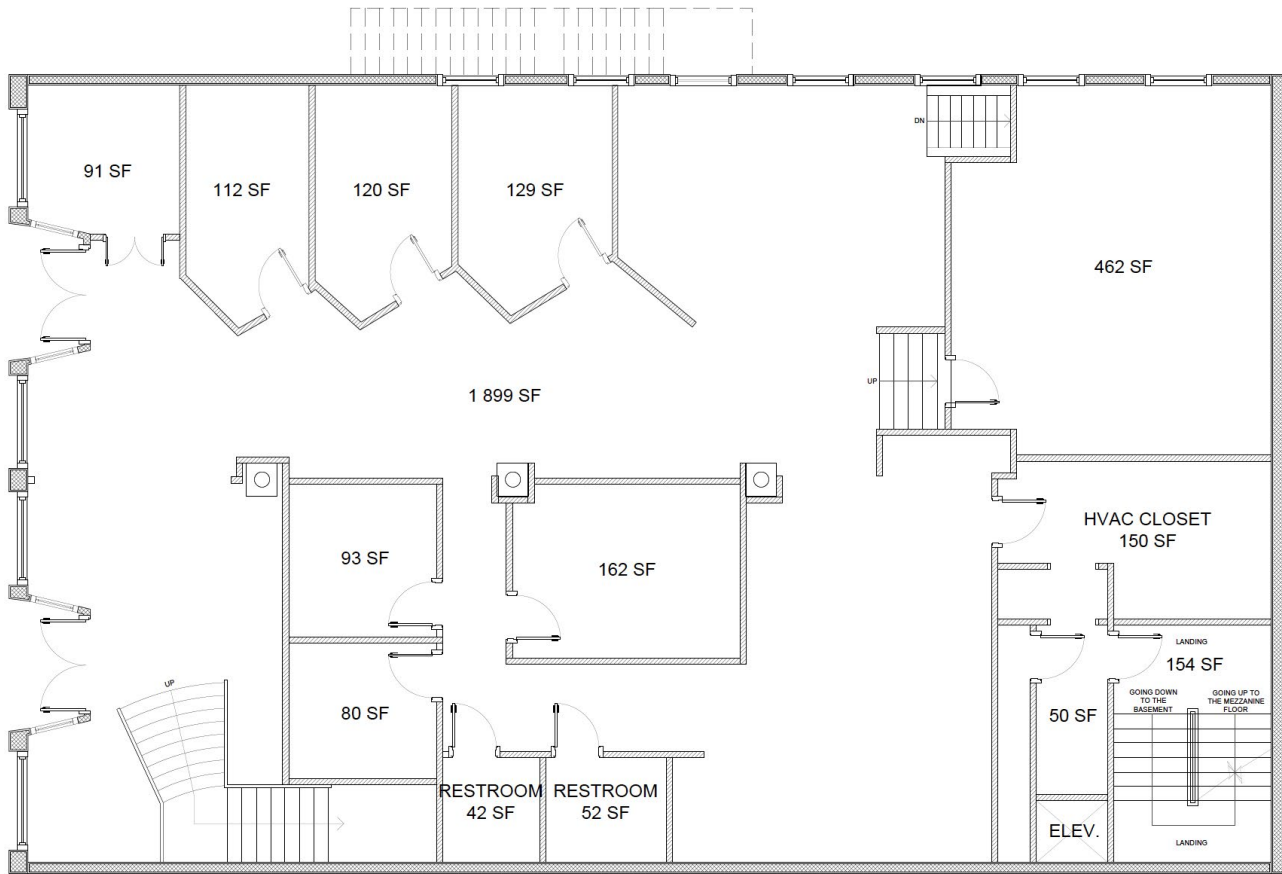 DN
91 SF
112 SF
120 SF
129 SF
462 SF
UP
1 899 SF
HVAC CLOSET
150 SF
93 SF
162 SF
LANDING
154 SF
UP
GOING DOWN
TO THE
BASEMENT
GOING UP TO
THE MEZZANINE
FLOOR
80 SF
50 SF
RESTROOM
42 SF
RESTROOM
52 SF
ELEV.
LANDING